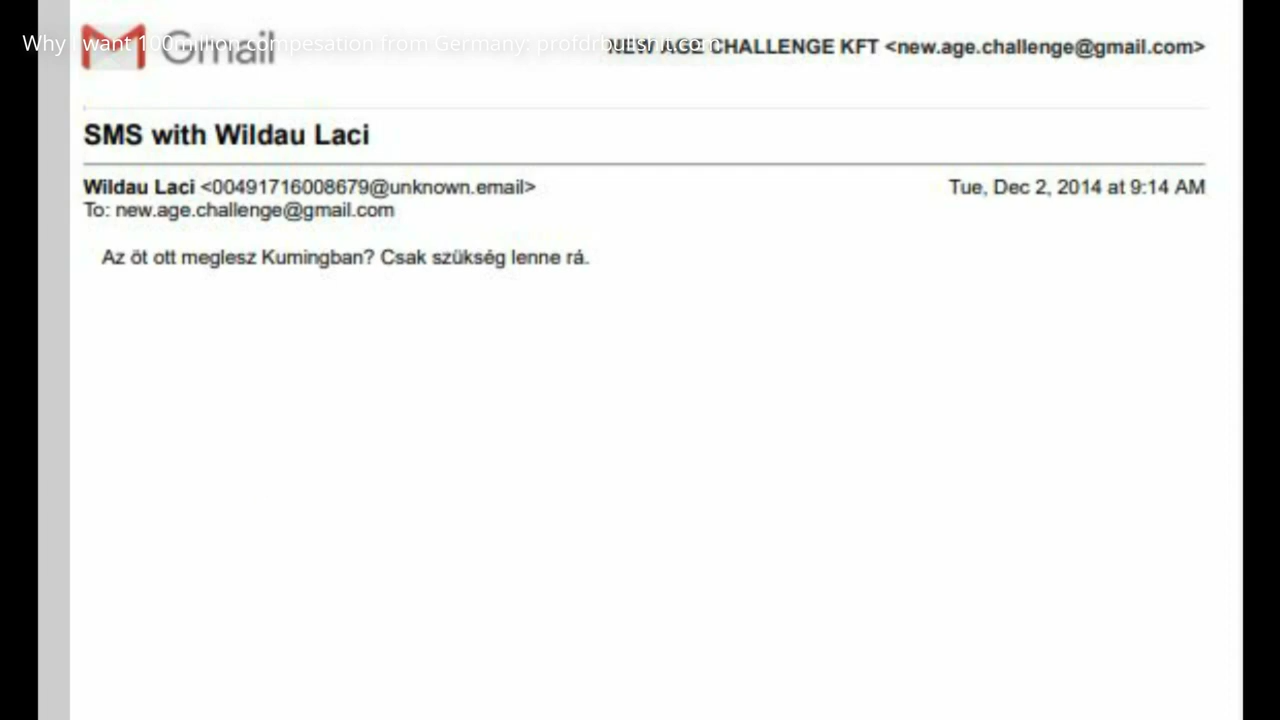 Why I want 100million compesation from Germany: profdrbullshit.com
Gmail
NEW AGE CHALLENGE KFT <new.age.challenge@gmail.com>
SMS with Wildau Laci
Wildau Laci <00491716008679@unknown.email>
Tue, Dec 2, 2014 at 9:14 AM
To: new.age.challenge@gmail.com
Az öt ott meglesz Kumingban? Csak szükség lenne rá.